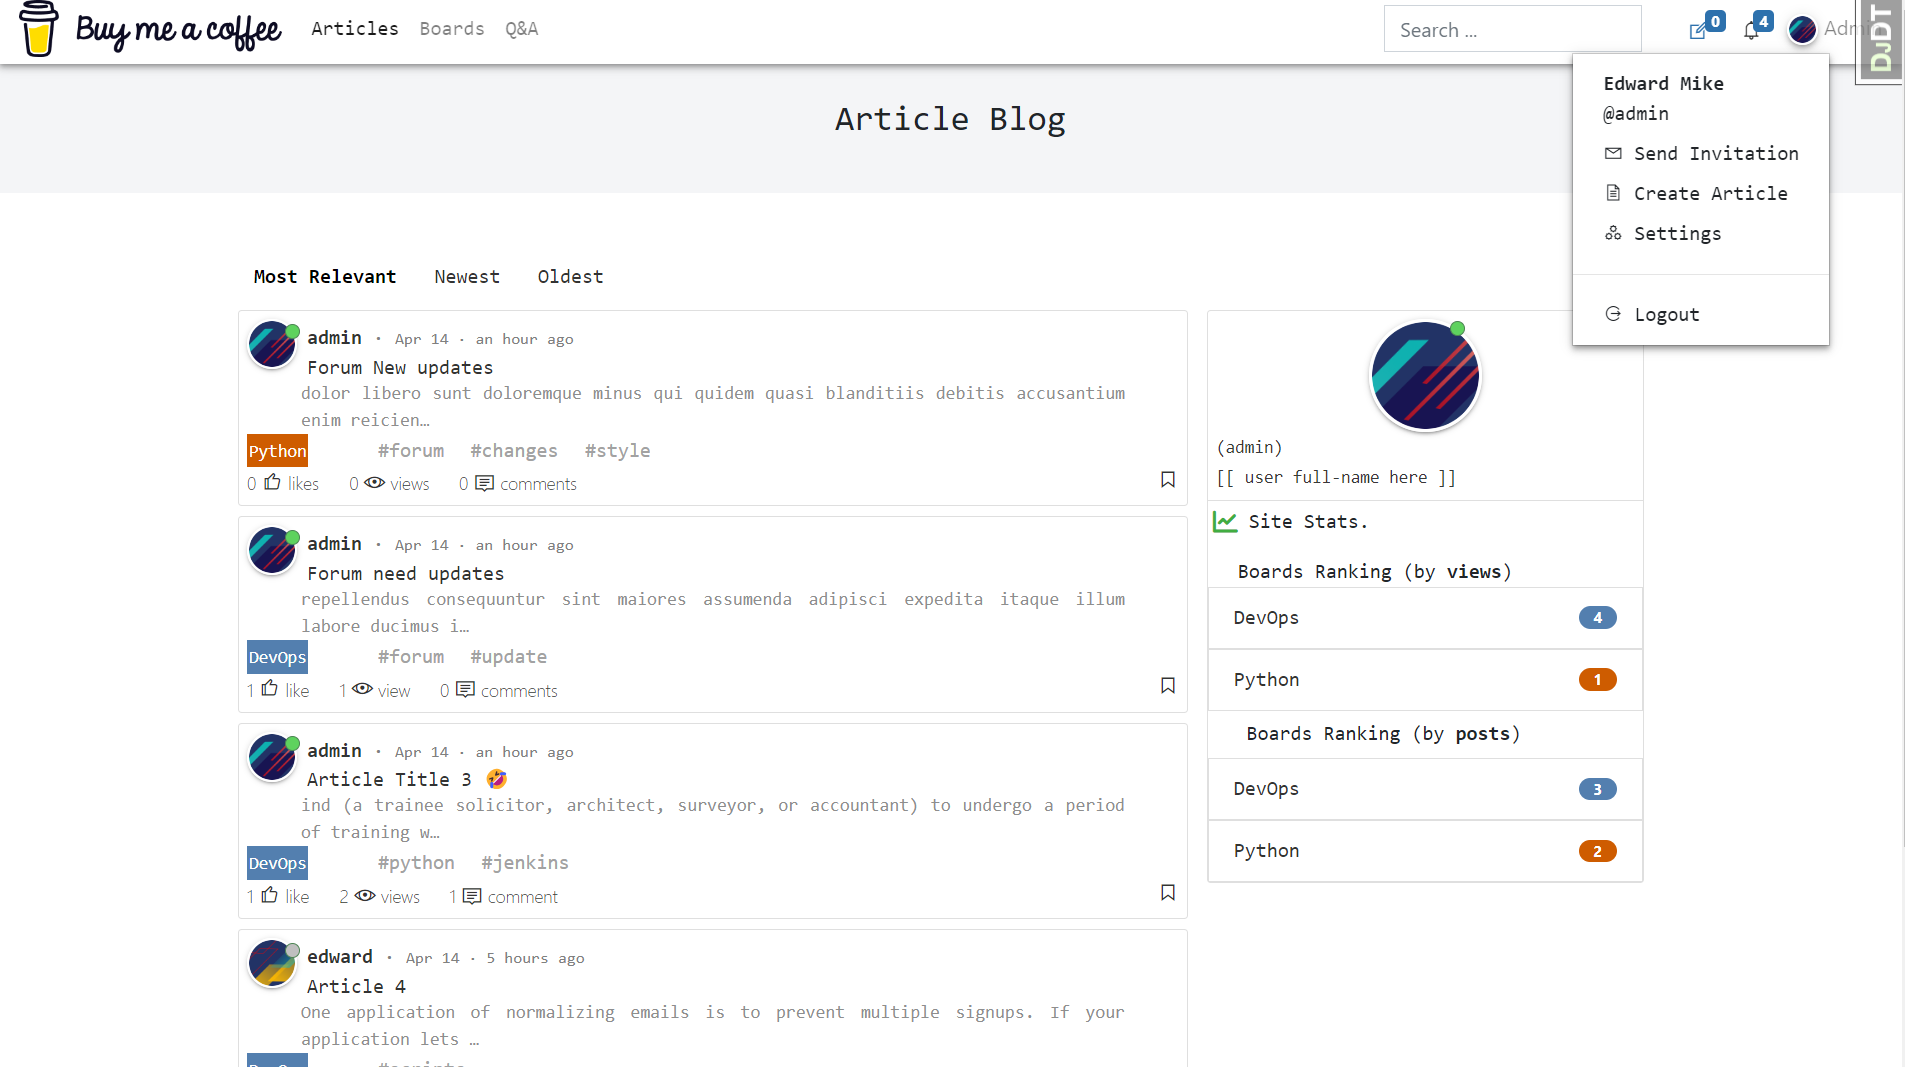 Buy me a coffee Articles Boards Q&A Search ... 0 4 Adm DJDT
Edward Mike
@admin
Send Invitation
Create Article
Settings
Logout
Article Blog
Most Relevant Newest Oldest
admin · Apr 14 · an hour ago
Forum New updates
dolor libero sunt doloremque minus qui quidem quasi blanditiis debitis accusantium
enim reicien…
Python #forum #changes #style
0 likes 0 views 0 comments
admin · Apr 14 · an hour ago
Forum need updates
repellendus consequuntur sint maiores assumenda adipisci expedita itaque illum
labore ducimus i…
DevOps #forum #update
1 like 1 view 0 comments
admin · Apr 14 · an hour ago
Article Title 3 🤣
ind (a trainee solicitor, architect, surveyor, or accountant) to undergo a period
of training w…
DevOps #python #jenkins
1 like 2 views 1 comment
edward · Apr 14 · 5 hours ago
Article 4
One application of normalizing emails is to prevent multiple signups. If your
application lets …
DevOps #scripts
(admin)
[[ user full-name here ]]
Site Stats.
Boards Ranking (by views)
DevOps 4
Python 1
Boards Ranking (by posts)
DevOps 3
Python 2